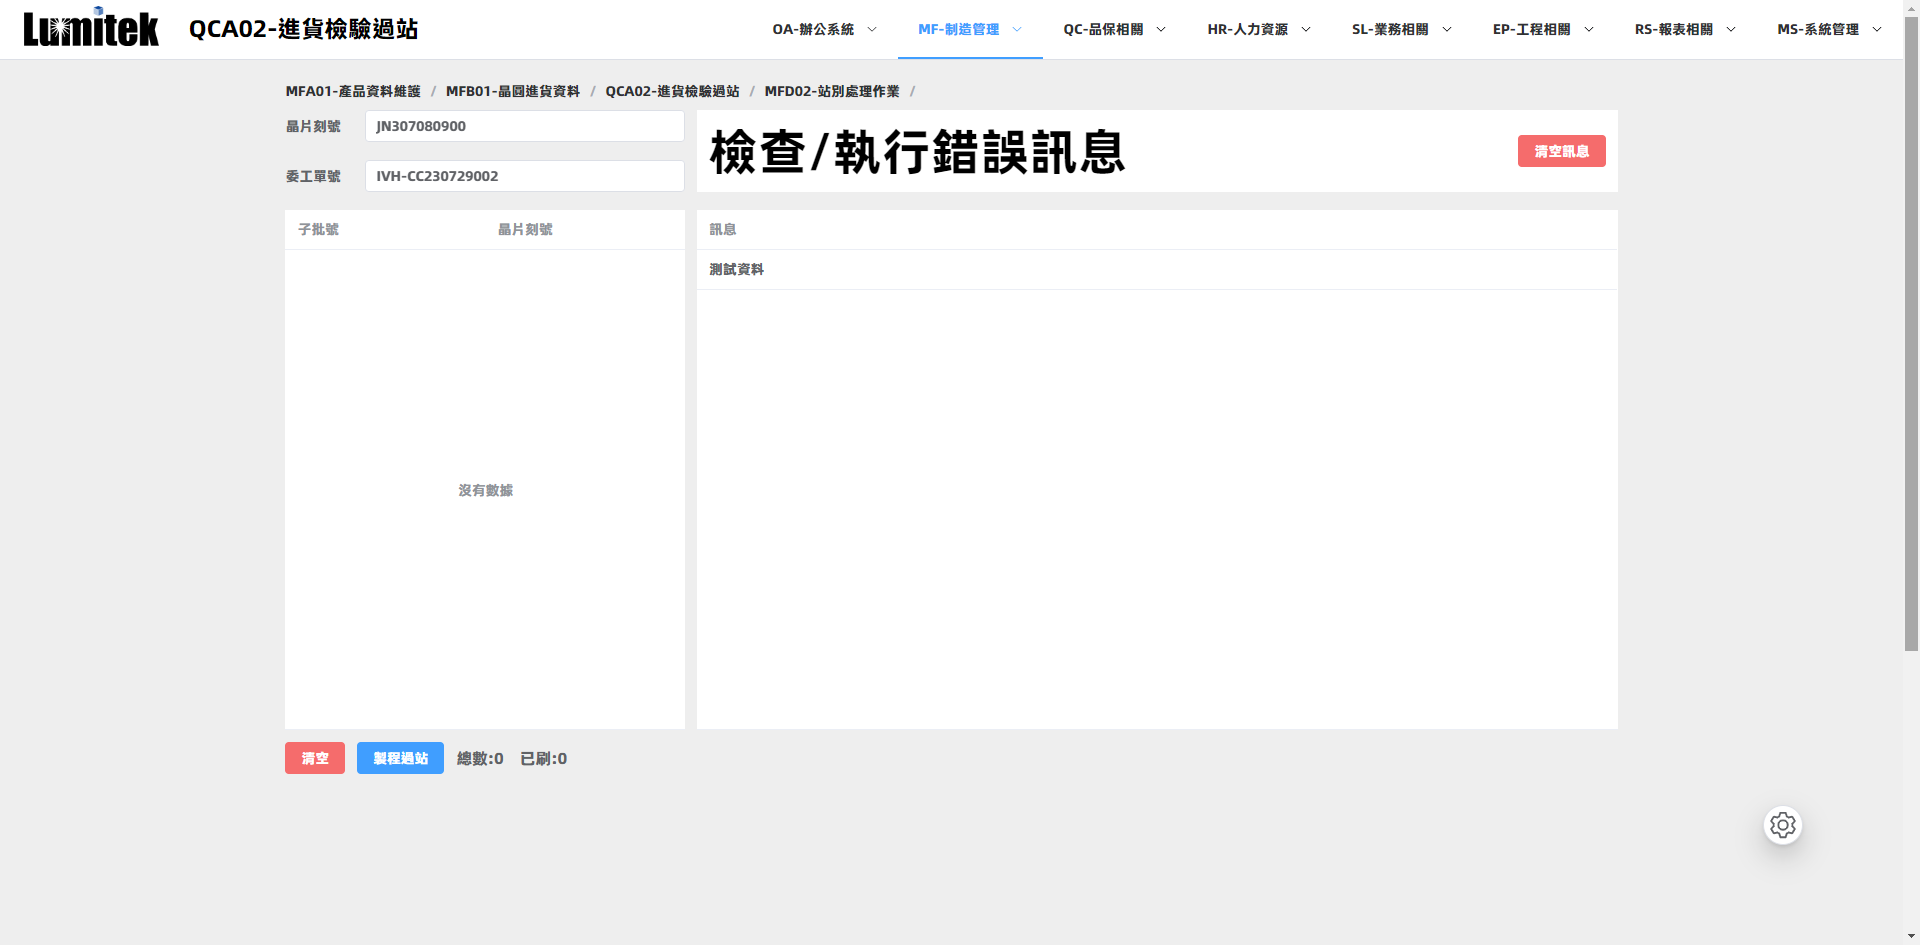 Lumitek QCA02-進貨檢驗過站 OA-辦公系統 MF-制造管理 QC-品保相關 HR-人力資源 SL-業務相關 EP-工程相關 RS-報表相關 MS-系統管理
MFA01-產品資料維護 / MFB01-晶圓進貨資料 / QCA02-進貨檢驗過站 / MFD02-站別處理作業 /
晶片刻號 JN307080900
委工單號 IVH-CC230729002
檢查/執行錯誤訊息 清空訊息
子批號 晶片刻號
沒有數據
訊息
測試資料
清空 製程過站 總數:0 已刷:0